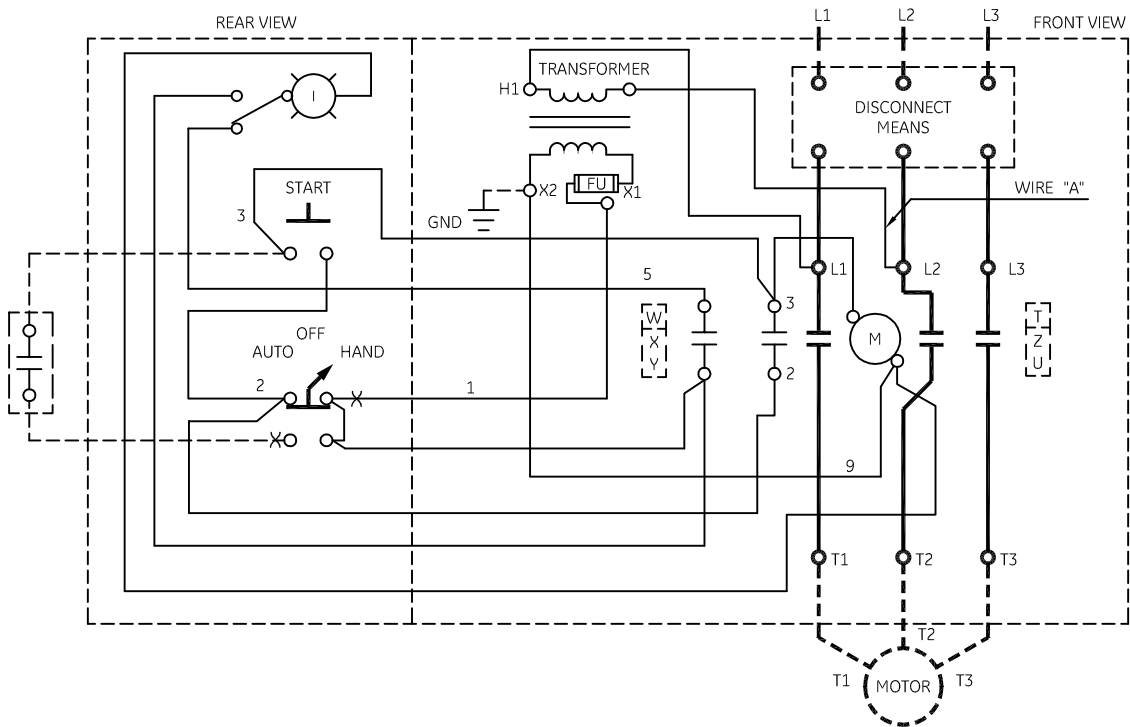 REAR VIEW
L1
L2
L3
FRONT VIEW
TRANSFORMER
H1
I
DISCONNECT
MEANS
START
FU
X2
X1
WIRE "A"
3
GND
5
L1
L2
L3
3
W
X
Y
M
T
Z
U
OFF
AUTO
HAND
2
X
1
2
X
9
T1
T2
T3
T2
T1
MOTOR
T3